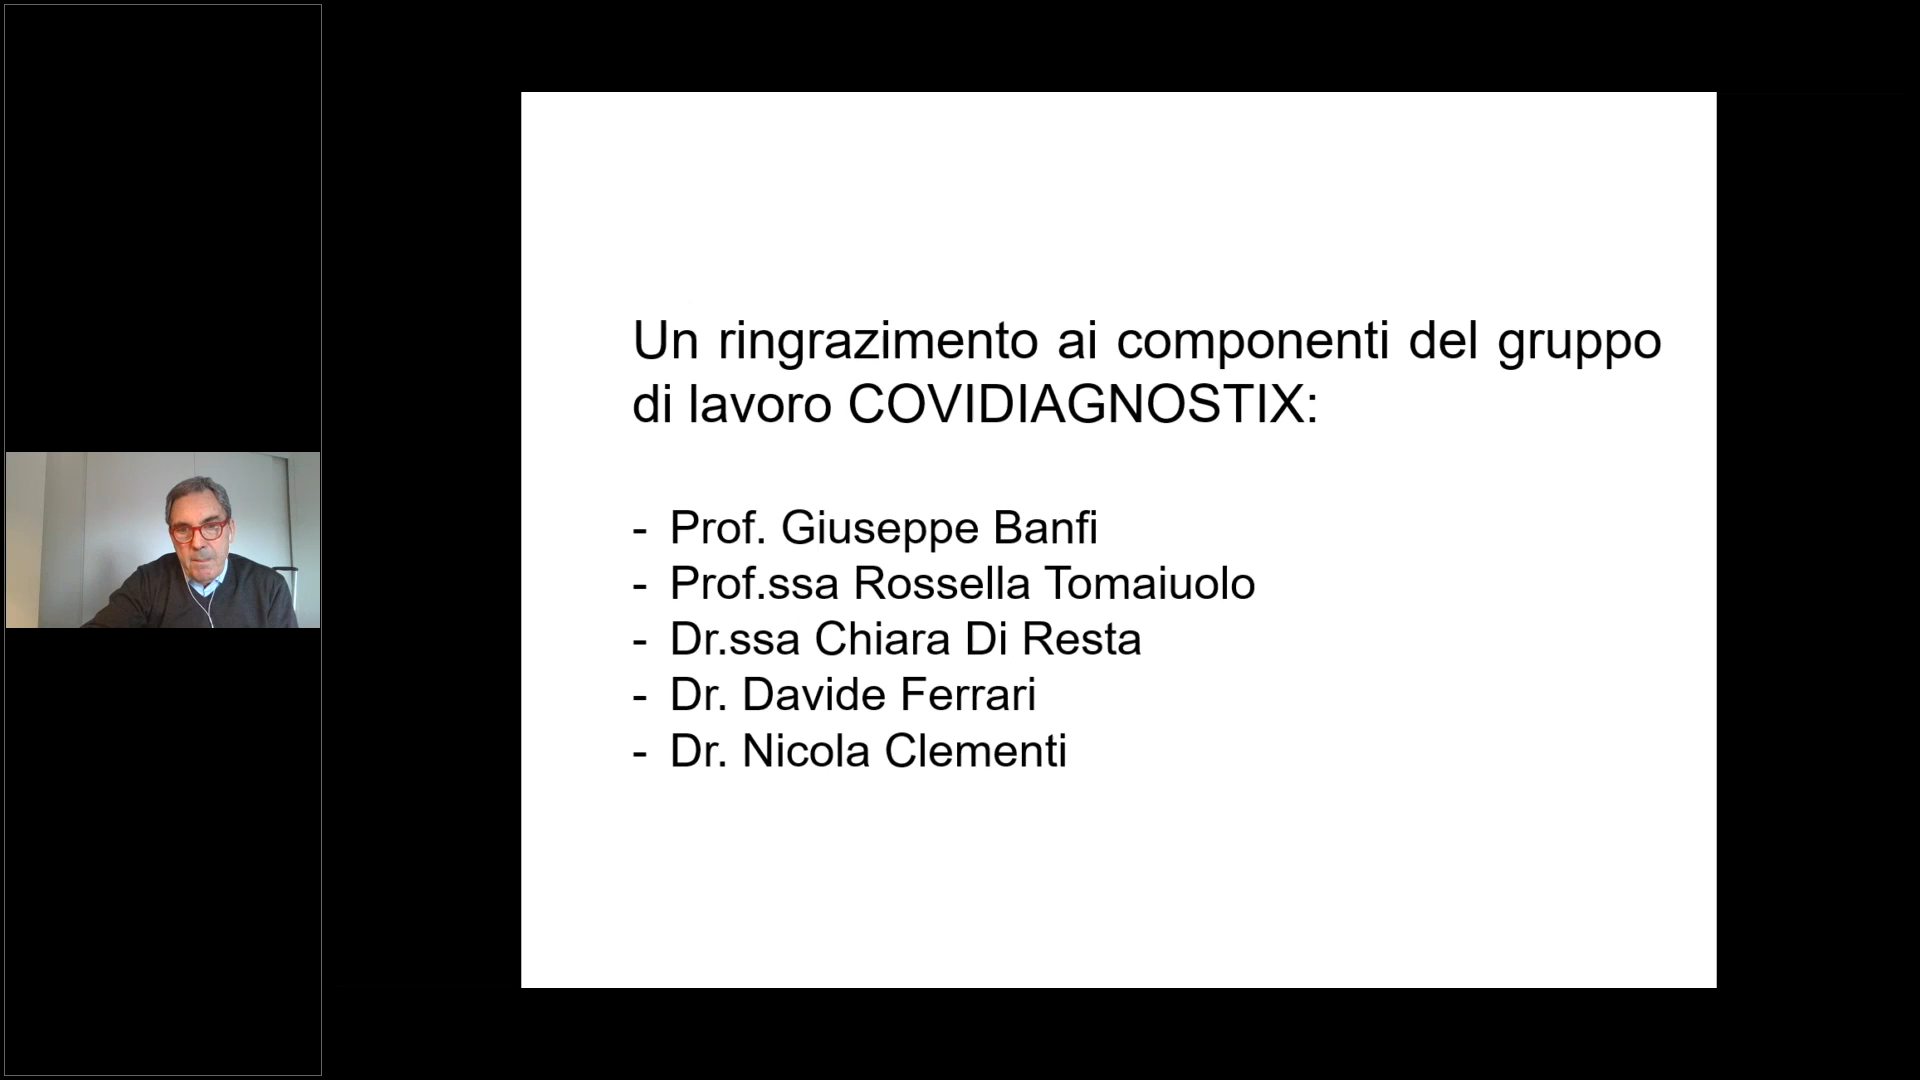 Un ringrazimento ai componenti del gruppo
di lavoro COVIDIAGNOSTIX:
- Prof. Giuseppe Banfi
- Prof.ssa Rossella Tomaiuolo
- Dr.ssa Chiara Di Resta
- Dr. Davide Ferrari
- Dr. Nicola Clementi